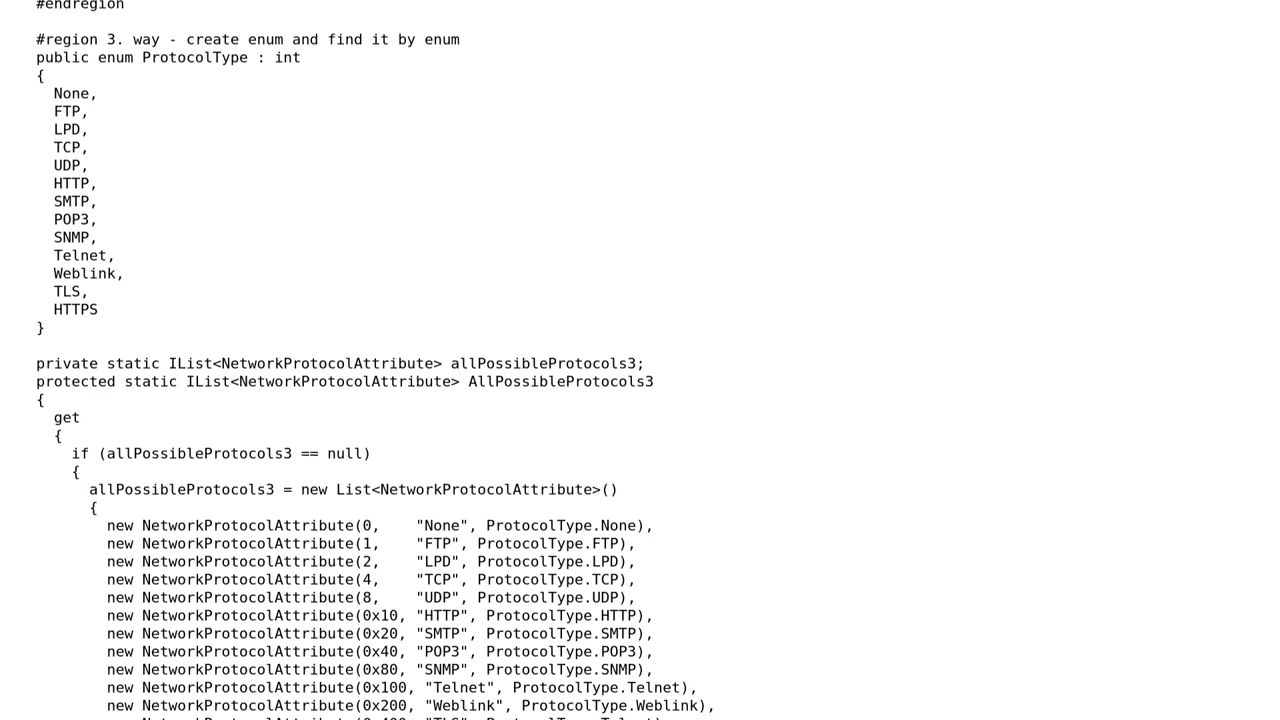 #endregion
#region 3. way - create enum and find it by enum
public enum ProtocolType : int
{
None,
FTP,
LPD,
TCP,
UDP,
HTTP,
SMTP,
POP3,
SNMP,
Telnet,
Weblink,
TLS,
HTTPS
}
private static IList<NetworkProtocolAttribute> allPossibleProtocols3;
protected static IList<NetworkProtocolAttribute> AllPossibleProtocols3
{
get
{
if (allPossibleProtocols3 == null)
{
allPossibleProtocols3 = new List<NetworkProtocolAttribute>()
{
new NetworkProtocolAttribute(0,    "None", ProtocolType.None),
new NetworkProtocolAttribute(1,    "FTP", ProtocolType.FTP),
new NetworkProtocolAttribute(2,    "LPD", ProtocolType.LPD),
new NetworkProtocolAttribute(4,    "TCP", ProtocolType.TCP),
new NetworkProtocolAttribute(8,    "UDP", ProtocolType.UDP),
new NetworkProtocolAttribute(0x10, "HTTP", ProtocolType.HTTP),
new NetworkProtocolAttribute(0x20, "SMTP", ProtocolType.SMTP),
new NetworkProtocolAttribute(0x40, "POP3", ProtocolType.POP3),
new NetworkProtocolAttribute(0x80, "SNMP", ProtocolType.SNMP),
new NetworkProtocolAttribute(0x100, "Telnet", ProtocolType.Telnet),
new NetworkProtocolAttribute(0x200, "Weblink", ProtocolType.Weblink),